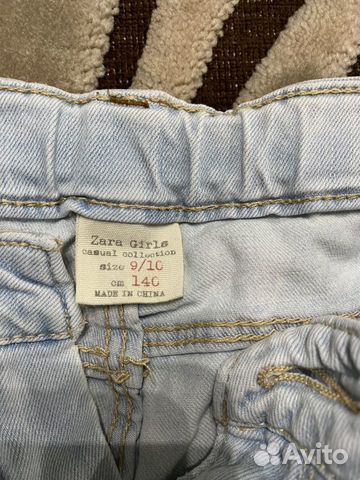 Zara Girls
casual collection
size 9/10
cm 140
MADE IN CHINA
Avito